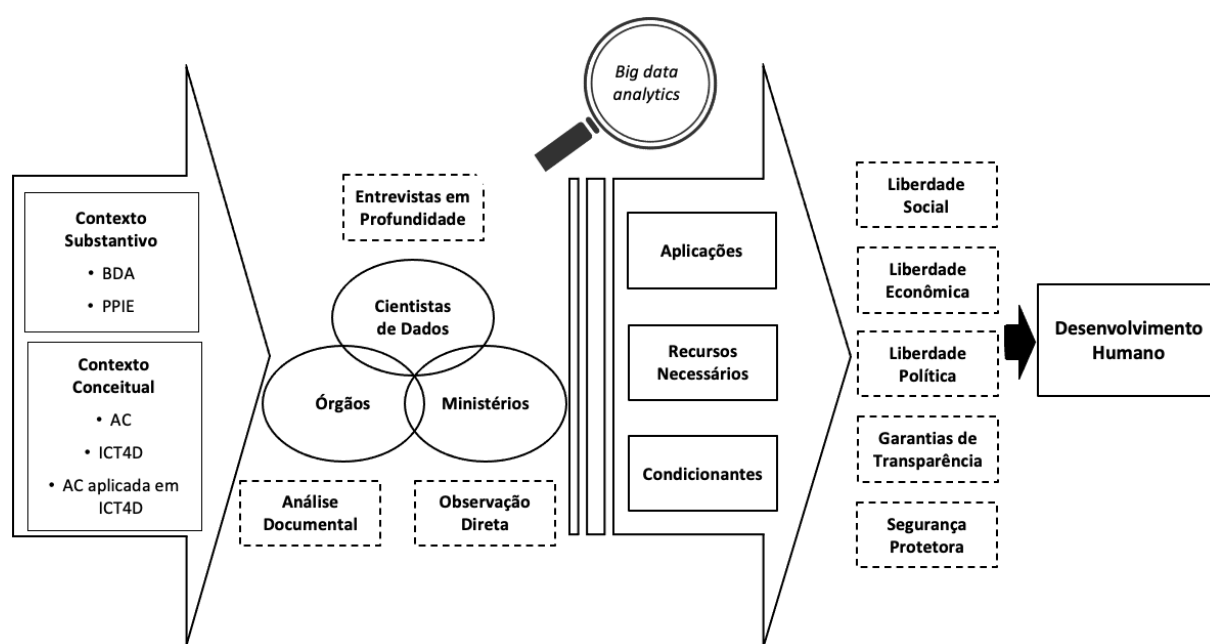 Big data
analytics
Contexto
Substantivo
• BDA
• PPIE
Contexto
Conceitual
• AC
• ICT4D
• AC aplicada em
ICT4D
Entrevistas em
Profundidade
Cientistas
de Dados
Órgãos
Ministérios
Análise
Documental
Observação
Direta
Aplicações
Recursos
Necessários
Condicionantes
Liberdade
Social
Liberdade
Econômica
Liberdade
Política
Garantias de
Transparência
Segurança
Protetora
Desenvolvimento
Humano